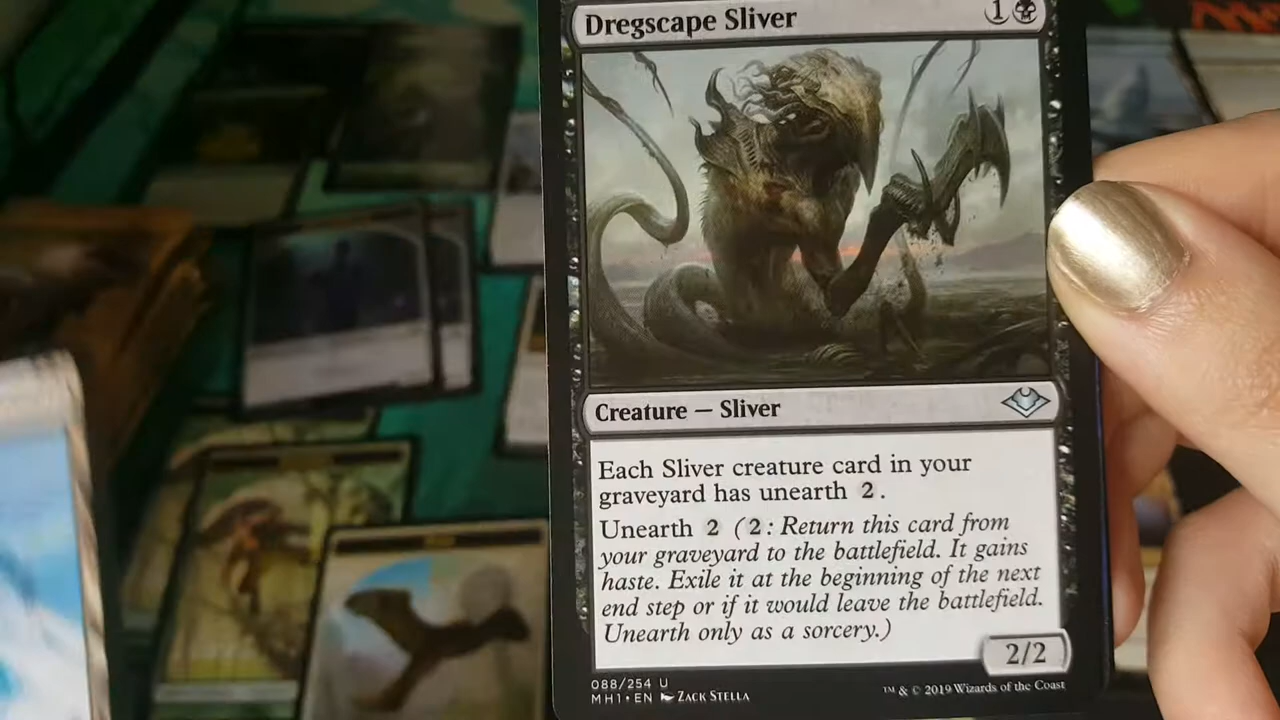 Dregscape Sliver 1
Creature — Sliver
Each Sliver creature card in your
graveyard has unearth 2.
Unearth 2 (2: Return this card from
your graveyard to the battlefield. It gains
haste. Exile it at the beginning of the next
end step or if it would leave the battlefield.
Unearth only as a sorcery.)
2/2
088/254 U
MH1 • EN ZACK STELLA
™ & © 2019 Wizards of the Coast